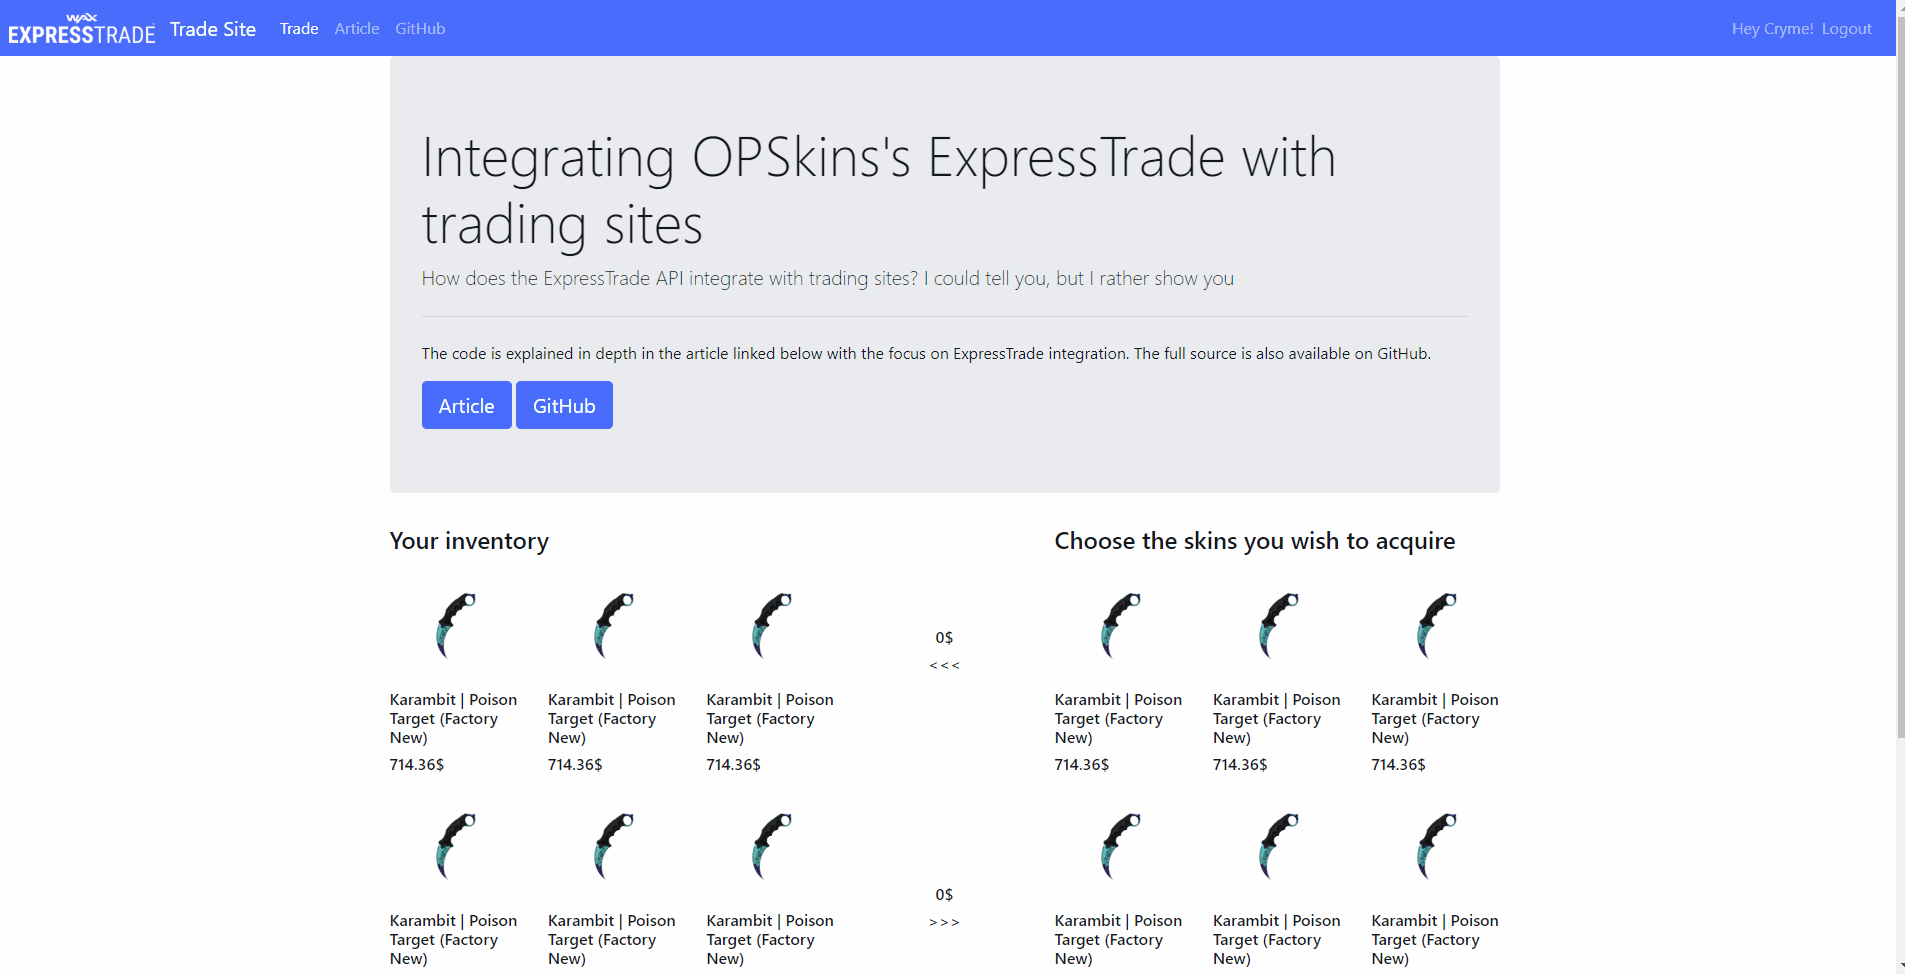 WAX
EXPRESSTRADE Trade Site Trade Article GitHub Hey Cryme! Logout
Integrating OPSkins's ExpressTrade with
trading sites
How does the ExpressTrade API integrate with trading sites? I could tell you, but I rather show you
The code is explained in depth in the article linked below with the focus on ExpressTrade integration. The full source is also available on GitHub.
Article GitHub
Your inventory
Karambit | Poison Karambit | Poison Karambit | Poison
Target (Factory Target (Factory Target (Factory
New) New) New)
714.36$ 714.36$ 714.36$
Karambit | Poison Karambit | Poison Karambit | Poison
Target (Factory Target (Factory Target (Factory
New) New) New)
0$
<<<
0$
>>>
Choose the skins you wish to acquire
Karambit | Poison Karambit | Poison Karambit | Poison
Target (Factory Target (Factory Target (Factory
New) New) New)
714.36$ 714.36$ 714.36$
Karambit | Poison Karambit | Poison Karambit | Poison
Target (Factory Target (Factory Target (Factory
New) New) New)